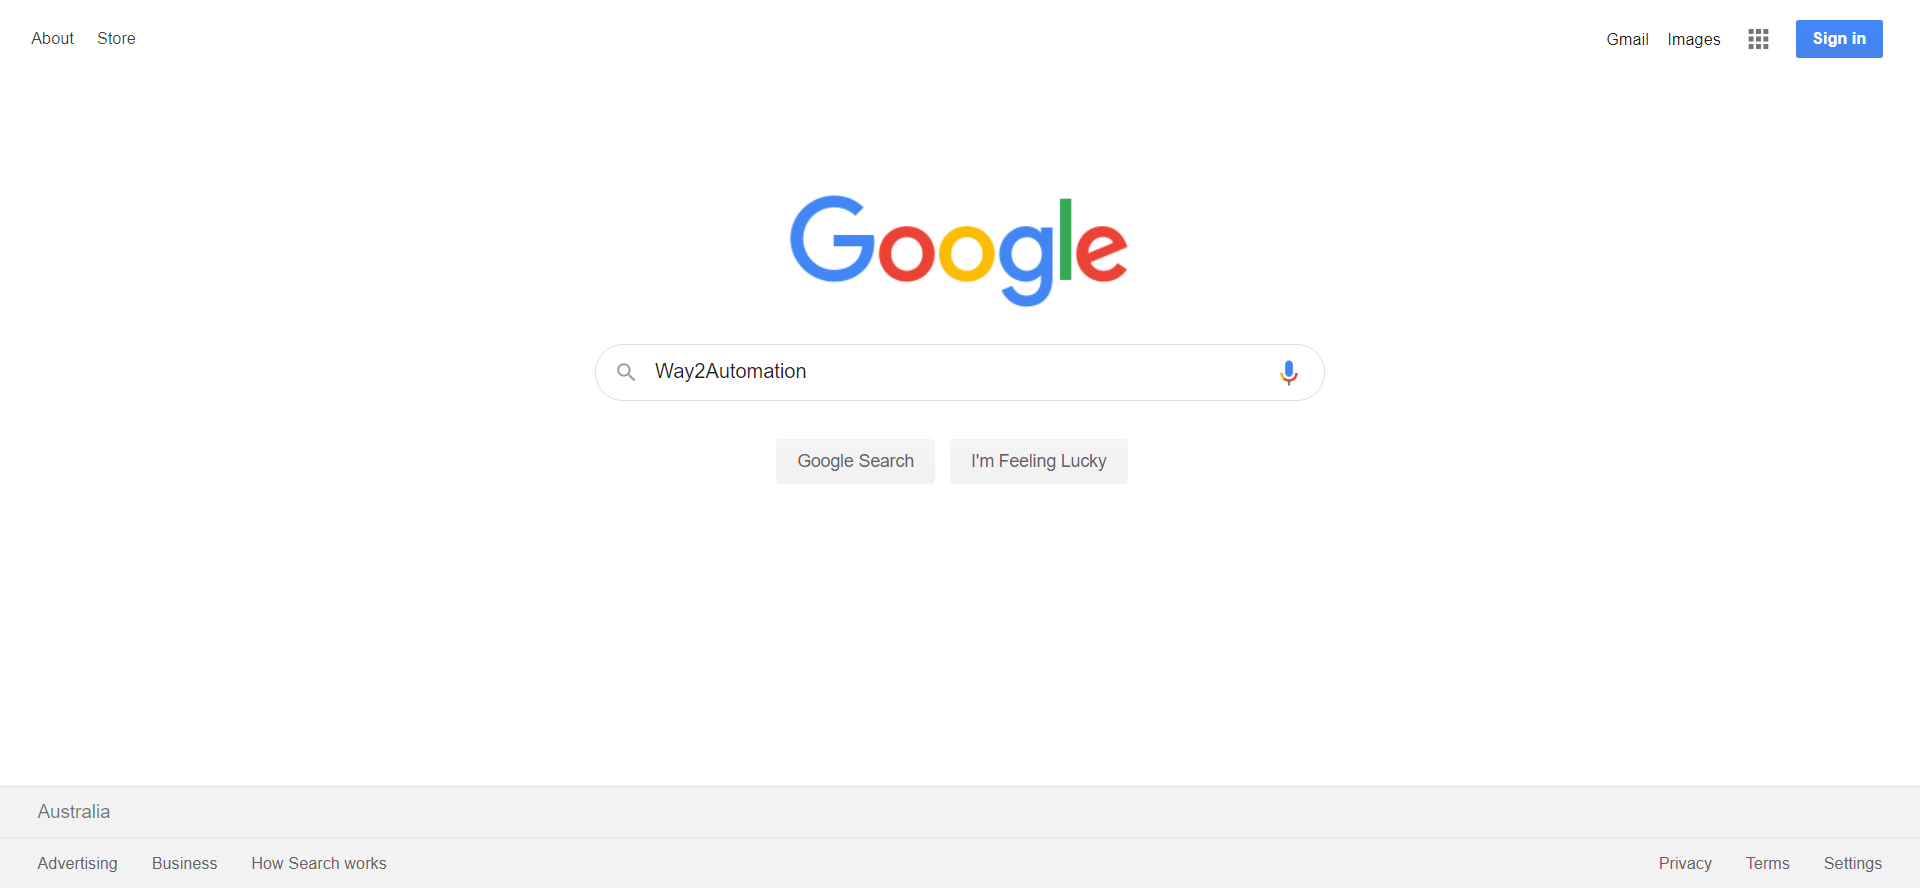 About Store Gmail Images Sign in
Google
Way2Automation
Google Search I'm Feeling Lucky
Australia
Advertising Business How Search works Privacy Terms Settings